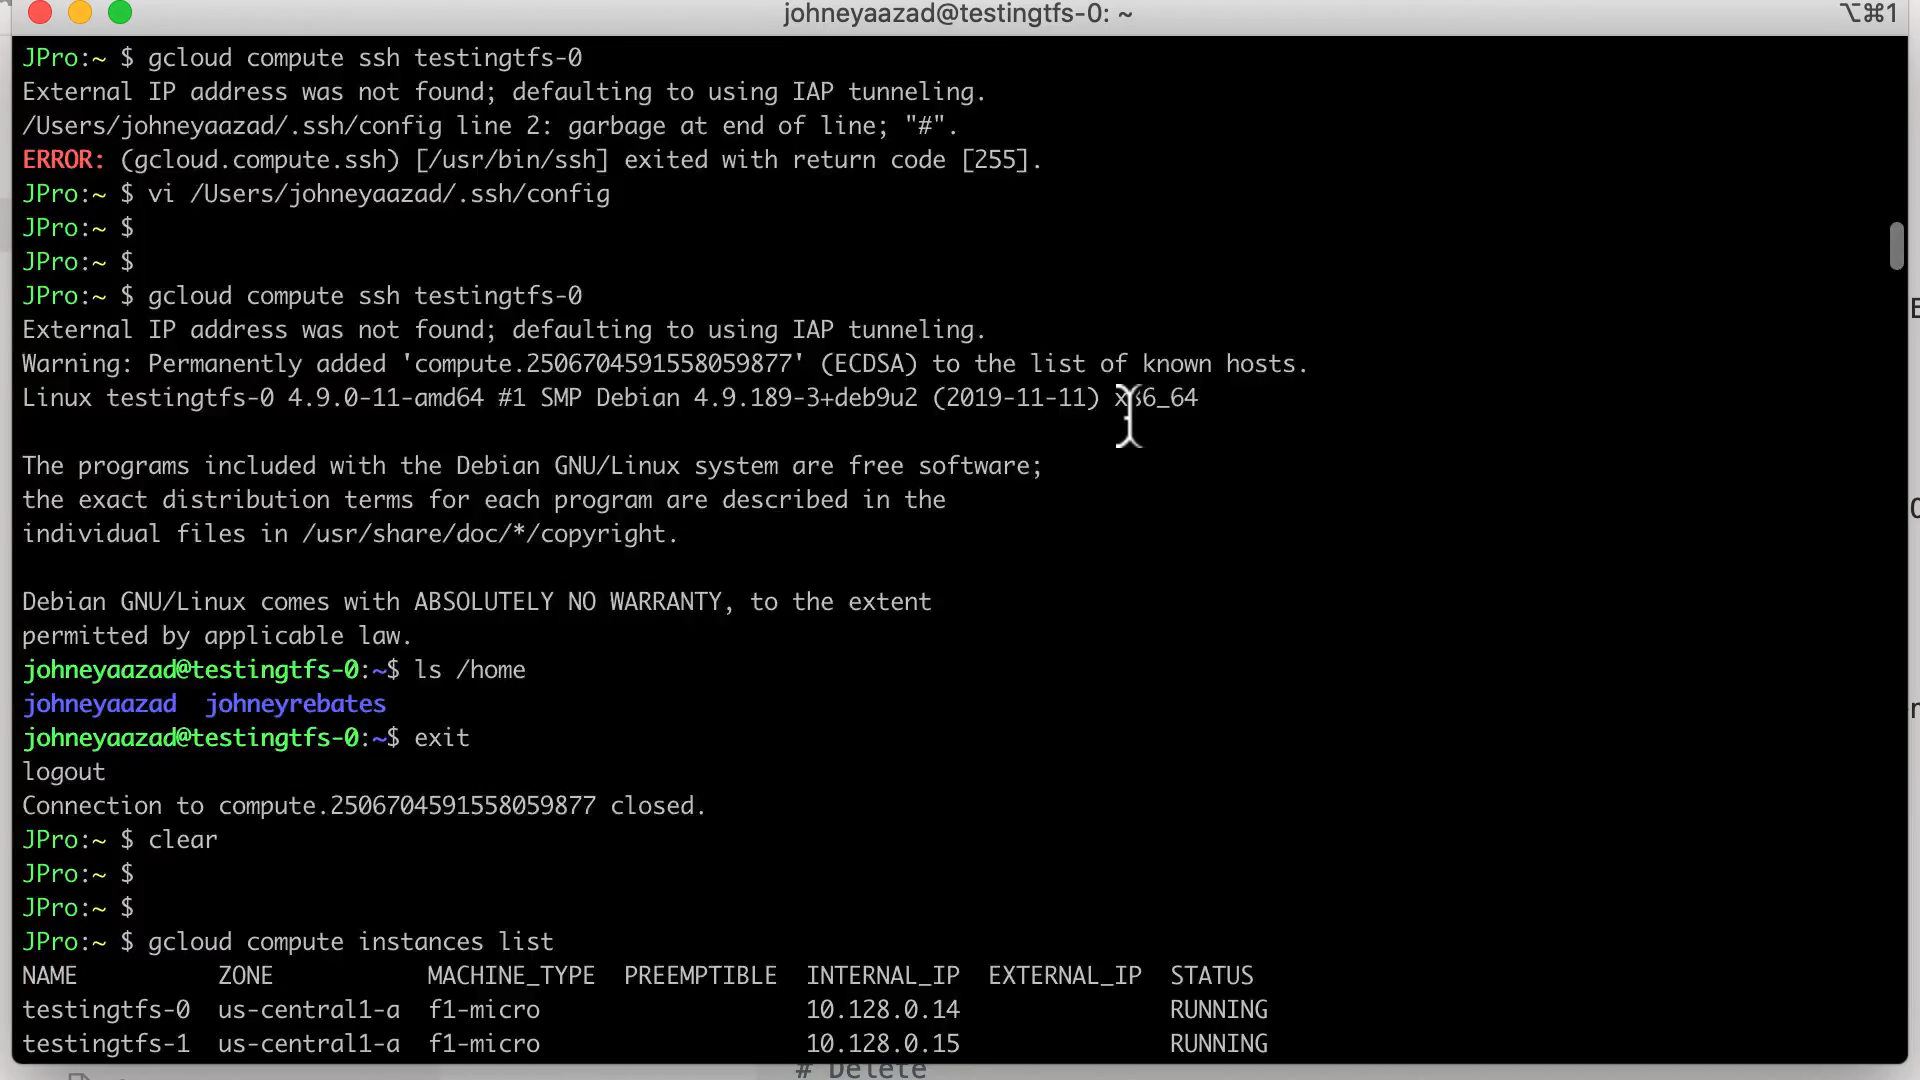 johneyaazad@testingtfs-0: ~
⌥⌘1
JPro:~ $ gcloud compute ssh testingtfs-0
External IP address was not found; defaulting to using IAP tunneling.
/Users/johneyaazad/.ssh/config line 2: garbage at end of line; "#".
ERROR: (gcloud.compute.ssh) [/usr/bin/ssh] exited with return code [255].
JPro:~ $ vi /Users/johneyaazad/.ssh/config
JPro:~ $
JPro:~ $
JPro:~ $ gcloud compute ssh testingtfs-0
External IP address was not found; defaulting to using IAP tunneling.
Warning: Permanently added 'compute.2506704591558059877' (ECDSA) to the list of known hosts.
Linux testingtfs-0 4.9.0-11-amd64 #1 SMP Debian 4.9.189-3+deb9u2 (2019-11-11) x86_64
The programs included with the Debian GNU/Linux system are free software;
the exact distribution terms for each program are described in the
individual files in /usr/share/doc/*/copyright.
Debian GNU/Linux comes with ABSOLUTELY NO WARRANTY, to the extent
permitted by applicable law.
johneyaazad@testingtfs-0:~$ ls /home
johneyaazad  johneyrebates
johneyaazad@testingtfs-0:~$ exit
logout
Connection to compute.2506704591558059877 closed.
JPro:~ $ clear
JPro:~ $
JPro:~ $
JPro:~ $ gcloud compute instances list
NAME ZONE MACHINE_TYPE PREEMPTIBLE INTERNAL_IP EXTERNAL_IP STATUS
testingtfs-0 us-central1-a f1-micro 10.128.0.14 RUNNING
testingtfs-1 us-central1-a f1-micro 10.128.0.15 RUNNING
# Delete